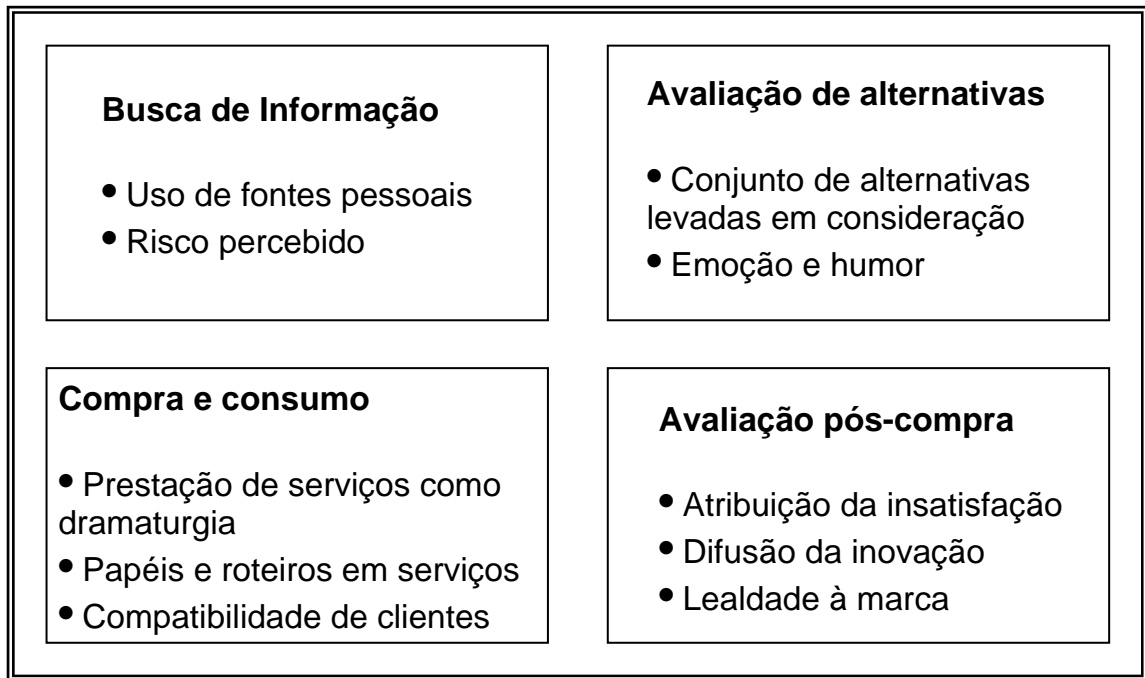 Busca de Informação
• Uso de fontes pessoais
• Risco percebido
Avaliação de alternativas
• Conjunto de alternativas
levadas em consideração
• Emoção e humor
Compra e consumo
• Prestação de serviços como
dramaturgia
• Papéis e roteiros em serviços
• Compatibilidade de clientes
Avaliação pós-compra
• Atribuição da insatisfação
• Difusão da inovação
• Lealdade à marca